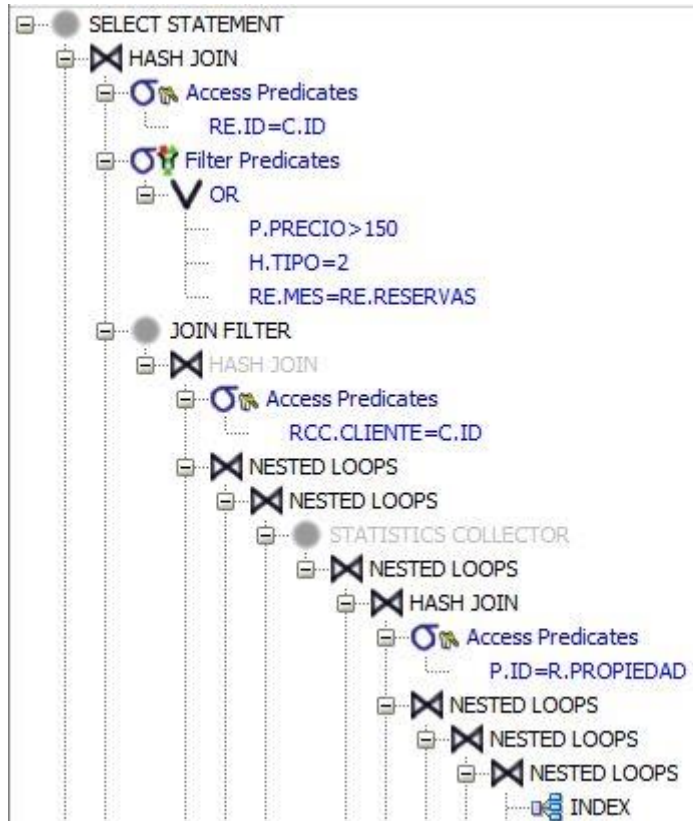 SELECT STATEMENT
HASH JOIN
Access Predicates
RE.ID=C.ID
Filter Predicates
OR
P.PRECIO>150
H.TIPO=2
RE.MES=RE.RESERVAS
JOIN FILTER
HASH JOIN
Access Predicates
RCC.CLIENTE=C.ID
NESTED LOOPS
NESTED LOOPS
STATISTICS COLLECTOR
NESTED LOOPS
HASH JOIN
Access Predicates
P.ID=R.PROPIEDAD
NESTED LOOPS
NESTED LOOPS
NESTED LOOPS
INDEX